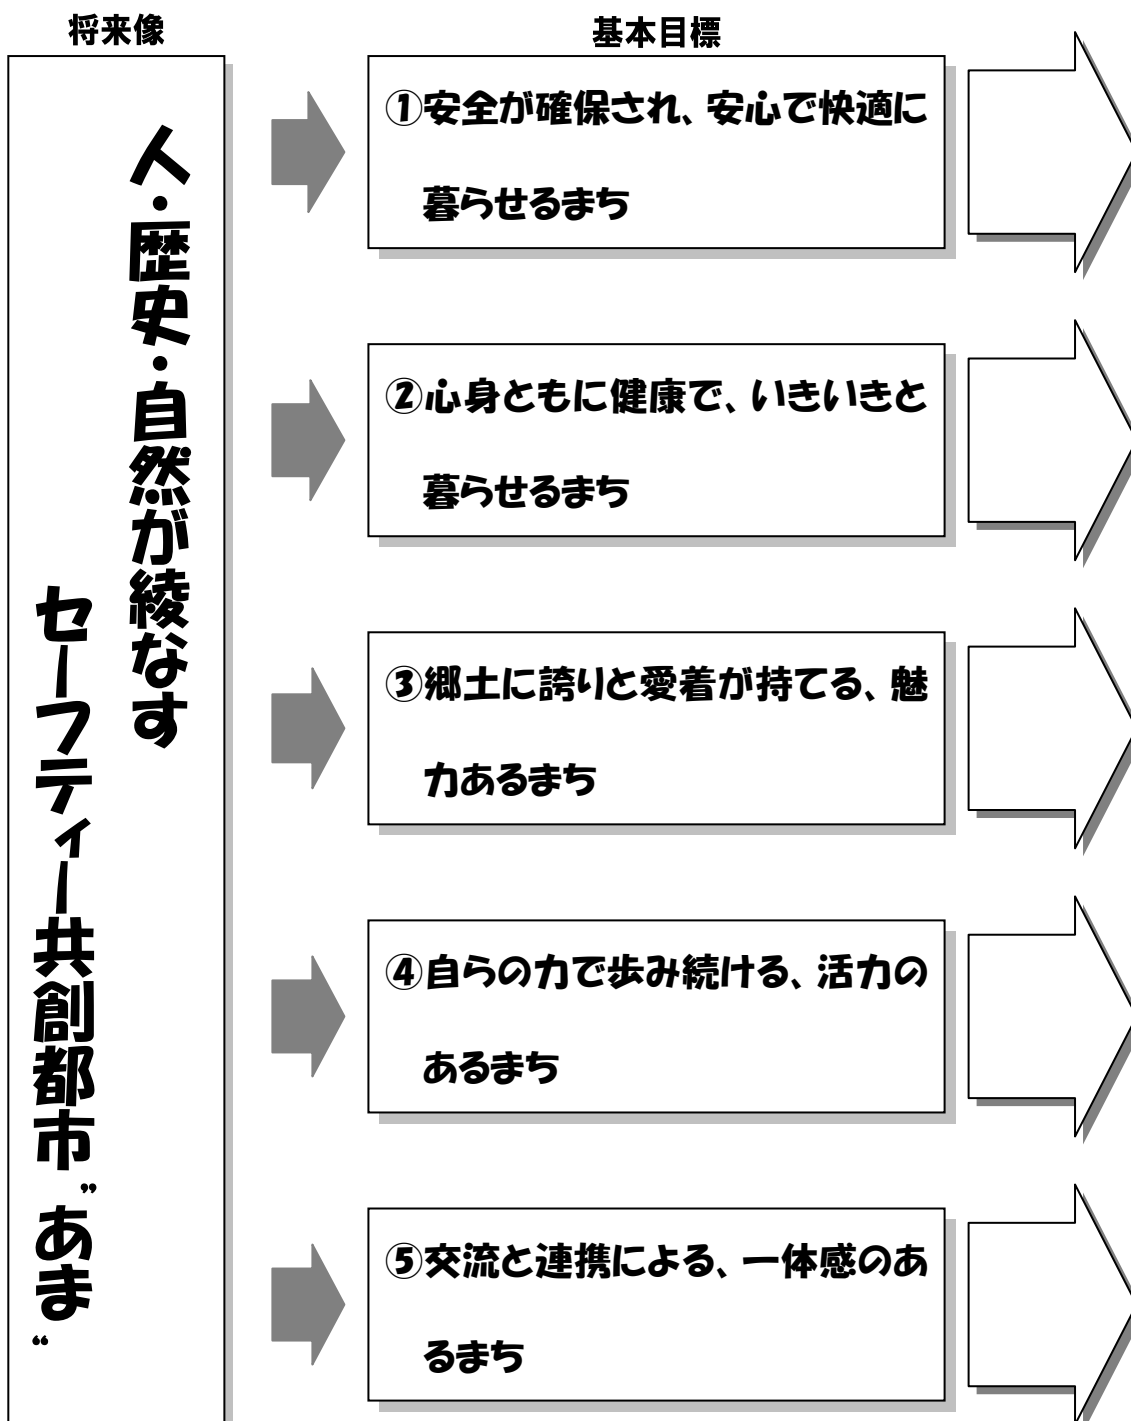 将来像
人・歴史・自然が綾なす
セーフティー共創都市”あま“
基本目標
①安全が確保され、安心で快適に
暮らせるまち
②心身ともに健康で、いきいきと
暮らせるまち
③郷土に誇りと愛着が持てる、魅
力あるまち
④自らの力で歩み続ける、活力の
あるまち
⑤交流と連携による、一体感のあ
るまち